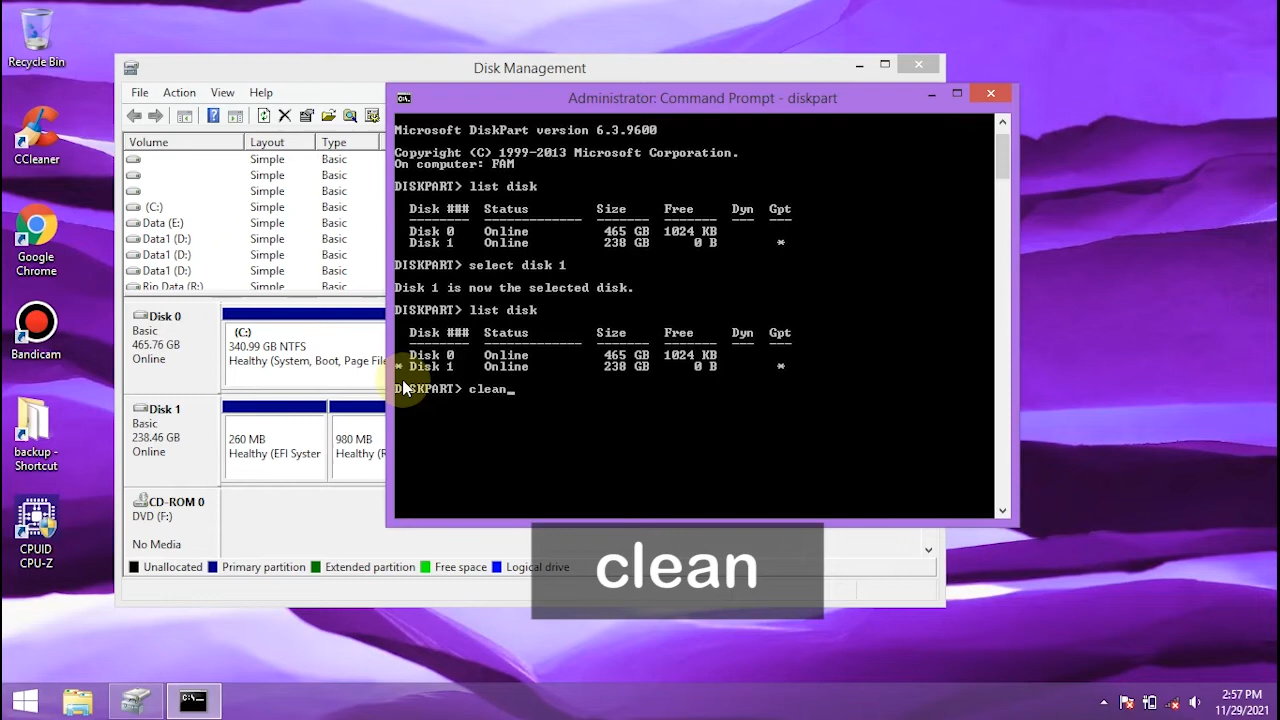 Recycle Bin
CCleaner
Google
Chrome
Bandicam
backup -
Shortcut
CPUID
CPU-Z
Disk Management
File Action View Help
Volume Layout Type
Simple Basic
Simple Basic
Simple Basic
(C:) Simple Basic
Data (E:) Simple Basic
Data1 (D:) Simple Basic
Data1 (D:) Simple Basic
Data1 (D:) Simple Basic
Rio Data (R:) Simple Basic
Disk 0
Basic
465.76 GB
Online
(C:)
340.99 GB NTFS
Healthy (System, Boot, Page File
Disk 1
Basic
238.46 GB
Online
260 MB
Healthy (EFI System
980 MB
Healthy (R
CD-ROM 0
DVD (F:)
No Media
Unallocated Primary partition Extended partition Free space Logical drive
Administrator: Command Prompt - diskpart
Microsoft DiskPart version 6.3.9600
Copyright (C) 1999-2013 Microsoft Corporation.
On computer: FAM
DISKPART> list disk
Disk ### Status Size Free Dyn Gpt
-------- ------------- ------- ------- --- ---
Disk 0 Online 465 GB 1024 KB
Disk 1 Online 238 GB 0 B *
DISKPART> select disk 1
Disk 1 is now the selected disk.
DISKPART> list disk
Disk ### Status Size Free Dyn Gpt
-------- ------------- ------- ------- --- ---
Disk 0 Online 465 GB 1024 KB
* Disk 1 Online 238 GB 0 B *
DISKPART> clean_
clean
2:57 PM
11/29/2021